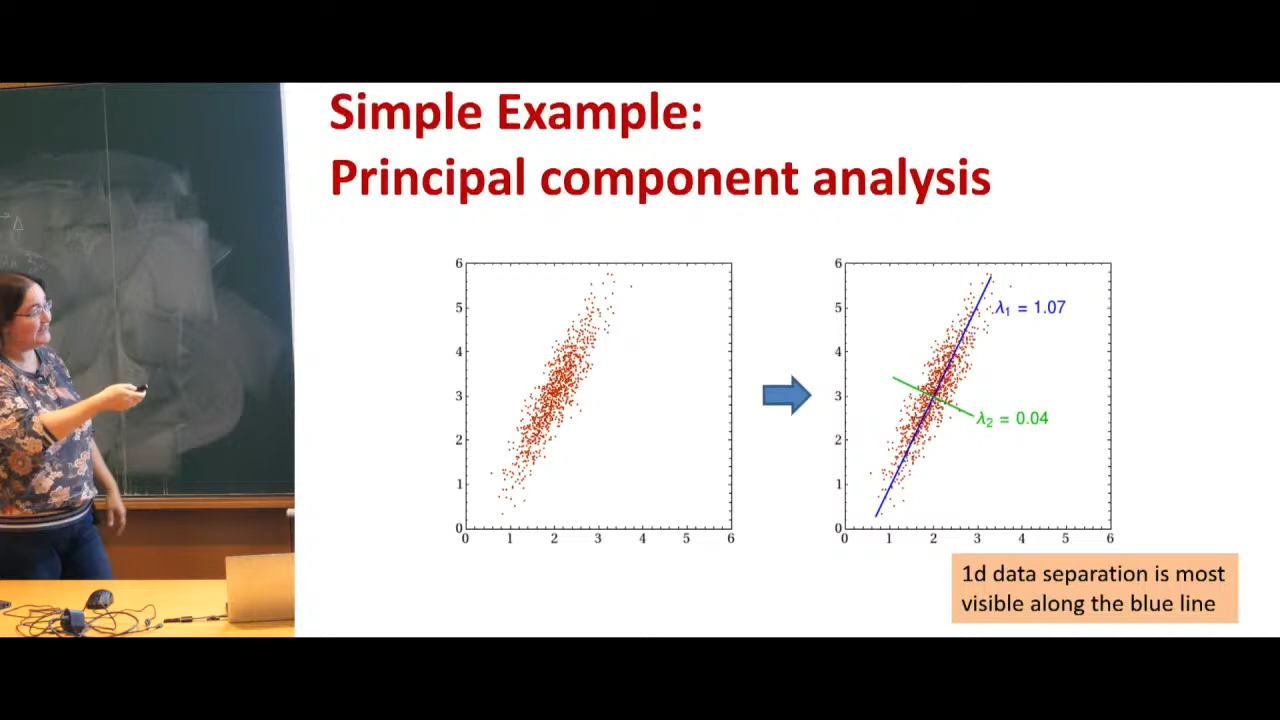 Simple Example:
Principal component analysis
6
5
4
3
2
1
0
0 1 2 3 4 5 6
6
5
4
3
2
1
0
0 1 2 3 4 5 6
λ₁ = 1.07
λ₂ = 0.04
1d data separation is most
visible along the blue line